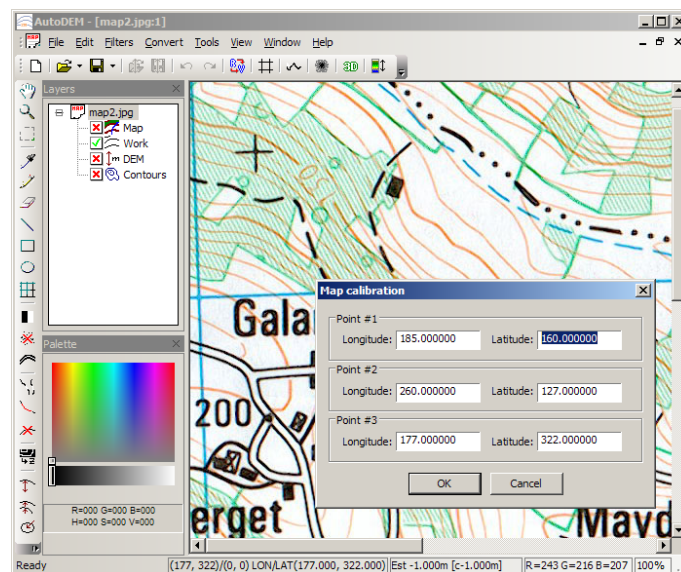 AutoDEM - [map2.jpg:1]
File Edit Filters Convert Tools View Window Help
Layers
map2.jpg
Map
Work
DEM
Contours
Palette
R=000 G=000 B=000
H=000 S=000 V=000
Gala
200
erget
Mayd
Map calibration
Point #1
Longitude: 185.000000 Latitude: 160.000000
Point #2
Longitude: 260.000000 Latitude: 127.000000
Point #3
Longitude: 177.000000 Latitude: 322.000000
OK Cancel
Ready (177, 322)/(0, 0) LON/LAT(177.000, 322.000) Est -1.000m [c-1.000m] R=243 G=216 B=207 100%